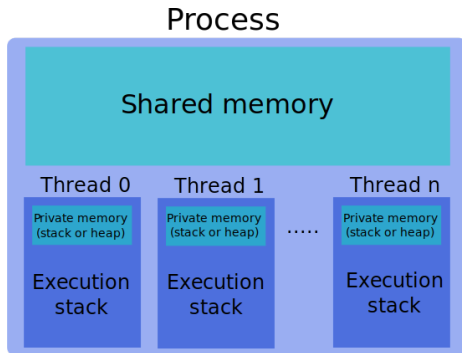 Process
Shared memory
Thread 0
Thread 1
Thread n
Private memory
(stack or heap)
Private memory
(stack or heap)
.....
Private memory
(stack or heap)
Execution
stack
Execution
stack
Execution
stack